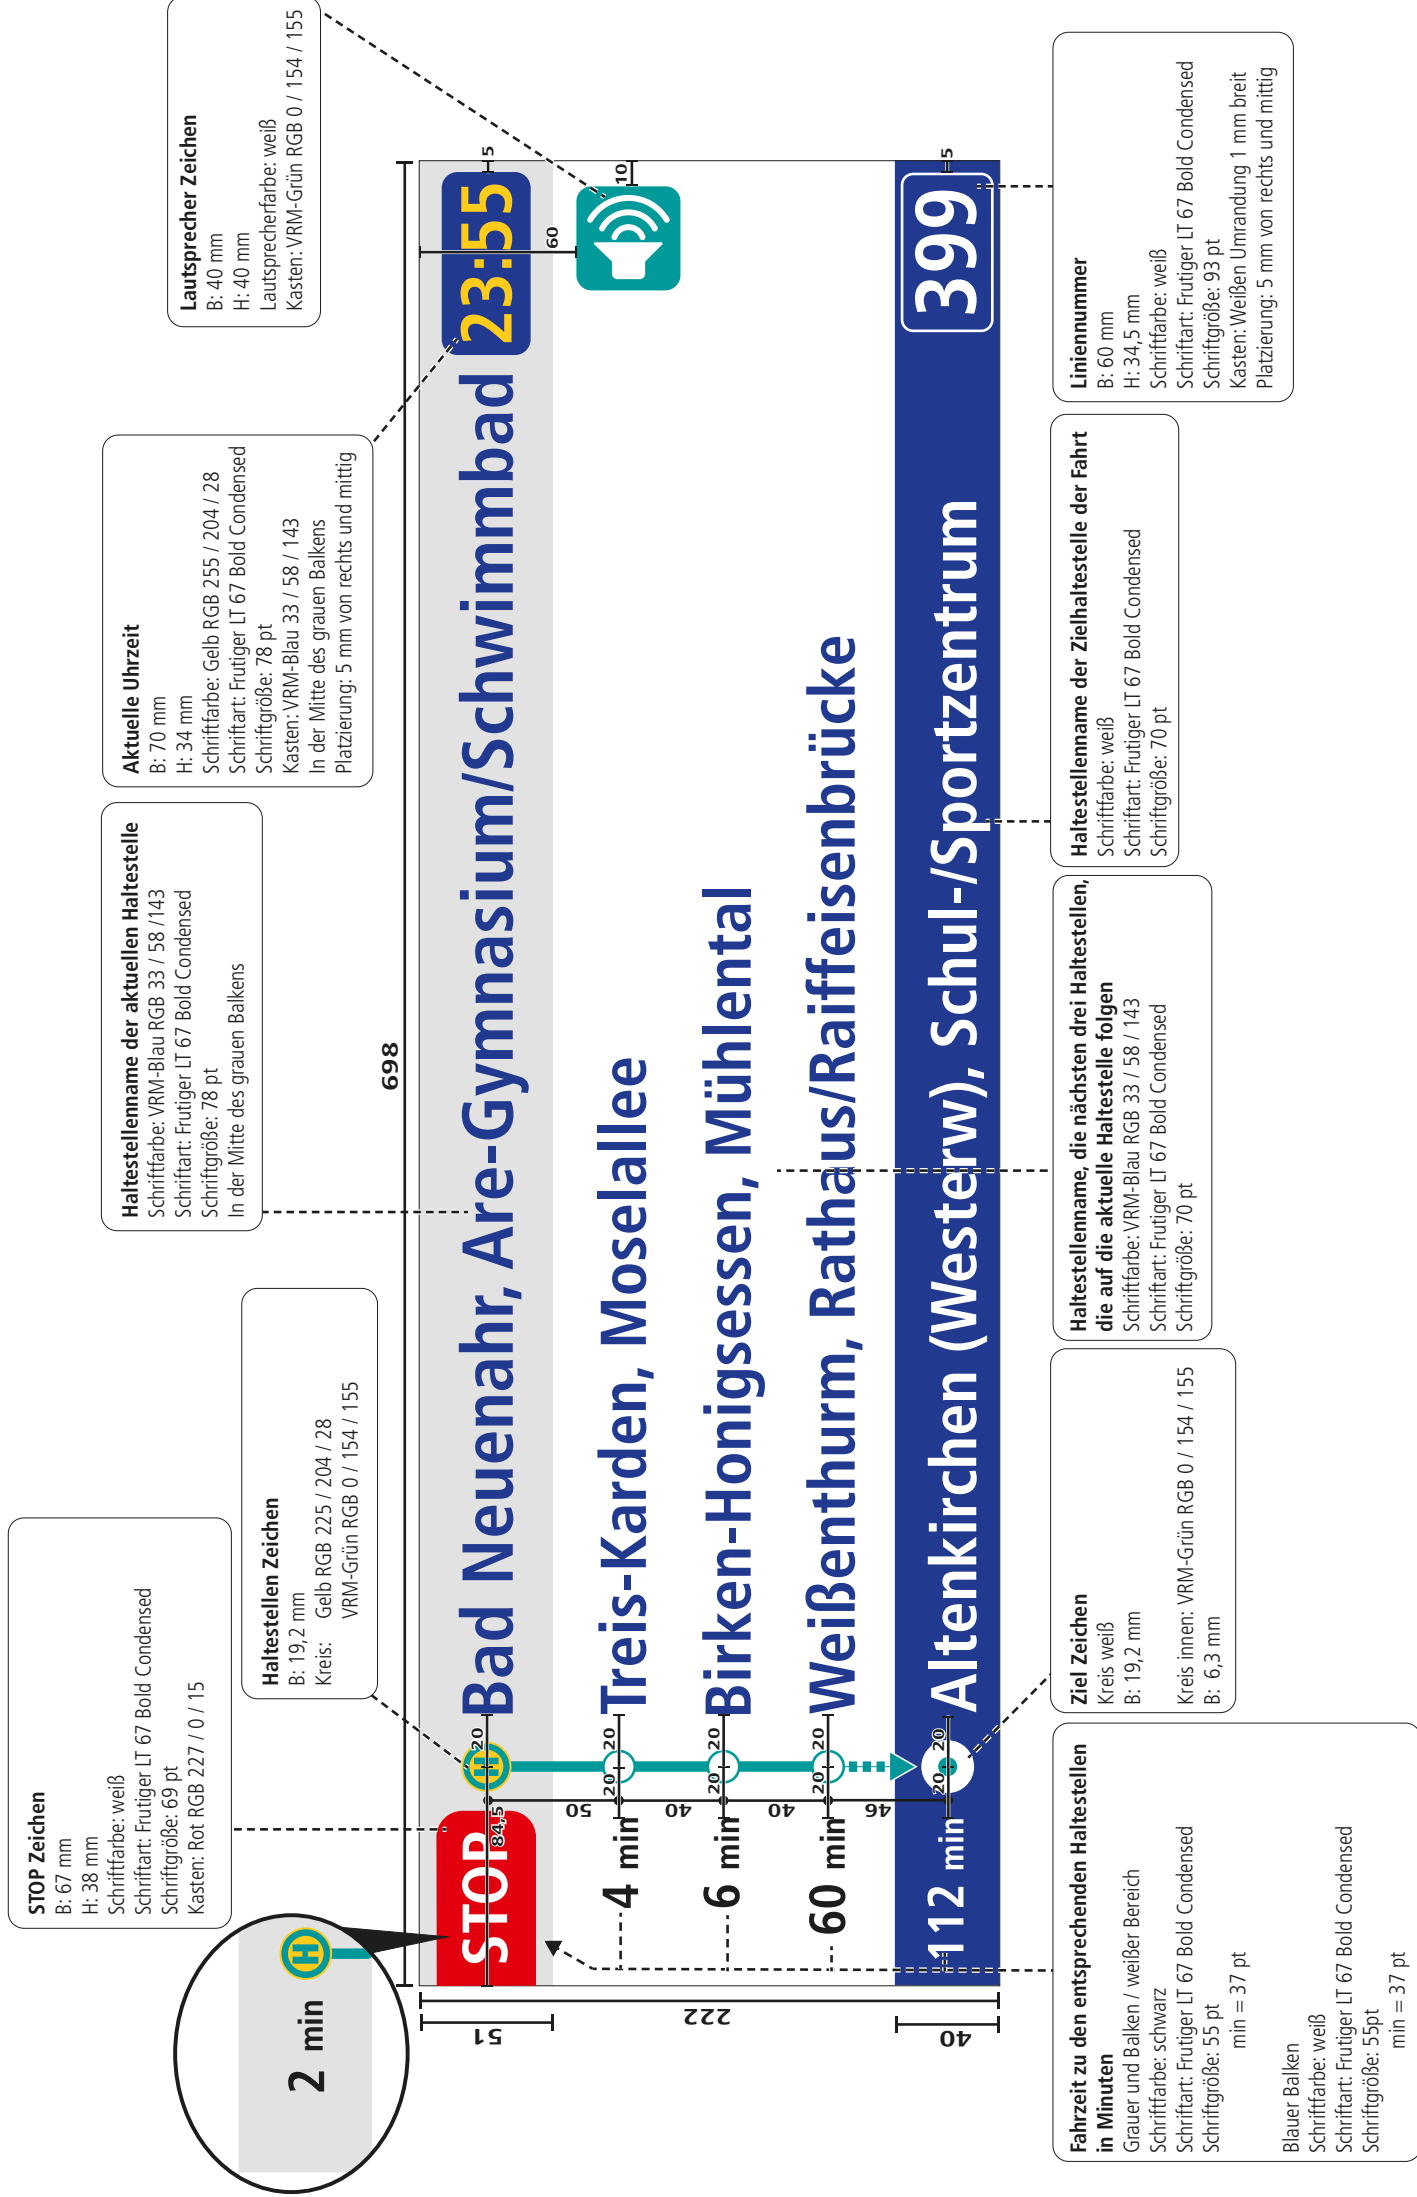 STOP Zeichen
B: 67 mm
H: 38 mm
Schriftfarbe: weiß
Schriftart: Frutiger LT 67 Bold Condensed
Schriftgröße: 69 pt
Kasten: Rot RGB 227 / 0 / 15
Haltestellen Zeichen
B: 19,2 mm
Kreis: Gelb RGB 225 / 204 / 28
VRM-Grün RGB 0 / 154 / 155
Haltestellenname der aktuellen Haltestelle
Schriftfarbe: VRM-Blau RGB 33 / 58 /143
Schriftart: Frutiger LT 67 Bold Condensed
Schriftgröße: 78 pt
In der Mitte des grauen Balkens
Aktuelle Uhrzeit
B: 70 mm
H: 34 mm
Schriftfarbe: Gelb RGB 255 / 204 / 28
Schriftart: Frutiger LT 67 Bold Condensed
Schriftgröße: 78 pt
Kasten: VRM-Blau 33 / 58 / 143
In der Mitte des grauen Balkens
Platzierung: 5 mm von rechts und mittig
Lautsprecher Zeichen
B: 40 mm
H: 40 mm
Lautsprecherfarbe: weiß
Kasten: VRM-Grün RGB 0 / 154 / 155
2 min
H
698
51
222
40
STOP
84,5
H
20
Bad Neuenahr, Are-Gymnasium/Schwimmbad
23:55
5
60
50
4 min
20
20
Treis-Karden, Moselallee
10
40
6 min
20
20
Birken-Honigsessen, Mühlental
40
60 min
20
20
Weißenthurm, Rathaus/Raiffeisenbrücke
46
112 min
20
20
Altenkirchen (Westerw), Schul-/Sportzentrum
399
5
Fahrzeit zu den entsprechenden Haltestellen
in Minuten
Grauer und Balken / weißer Bereich
Schriftfarbe: schwarz
Schriftart: Frutiger LT 67 Bold Condensed
Schriftgröße: 55 pt
min = 37 pt
Blauer Balken
Schriftfarbe: weiß
Schriftart: Frutiger LT 67 Bold Condensed
Schriftgröße: 55pt
min = 37 pt
Ziel Zeichen
Kreis weiß
B: 19,2 mm
Kreis innen: VRM-Grün RGB 0 / 154 / 155
B: 6,3 mm
Haltestellenname, die nächsten drei Haltestellen,
die auf die aktuelle Haltestelle folgen
Schriftfarbe: VRM-Blau RGB 33 / 58 / 143
Schriftart: Frutiger LT 67 Bold Condensed
Schriftgröße: 70 pt
Haltestellenname der Zielhaltestelle der Fahrt
Schriftfarbe: weiß
Schriftart: Frutiger LT 67 Bold Condensed
Schriftgröße: 70 pt
Liniennummer
B: 60 mm
H: 34,5 mm
Schriftfarbe: weiß
Schriftart: Frutiger LT 67 Bold Condensed
Schriftgröße: 93 pt
Kasten: Weißen Umrandung 1 mm breit
Platzierung: 5 mm von rechts und mittig